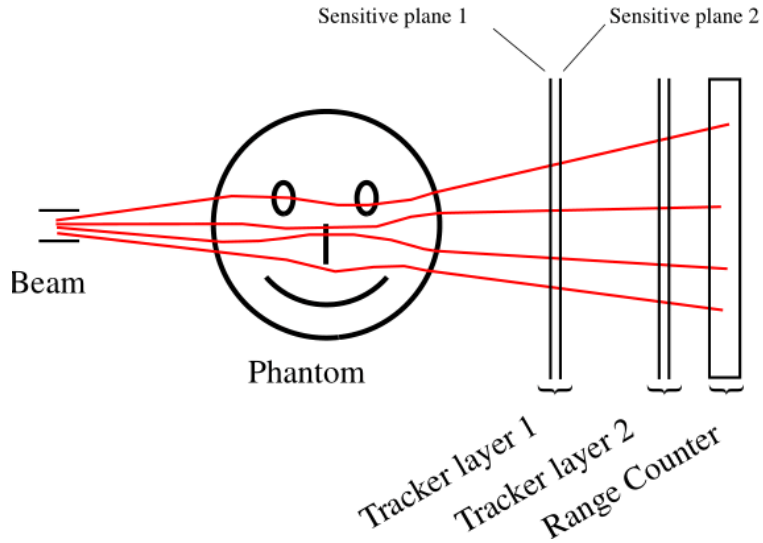 Sensitive plane 1
Sensitive plane 2
Beam
Phantom
Tracker layer 1
Tracker layer 2
Range Counter